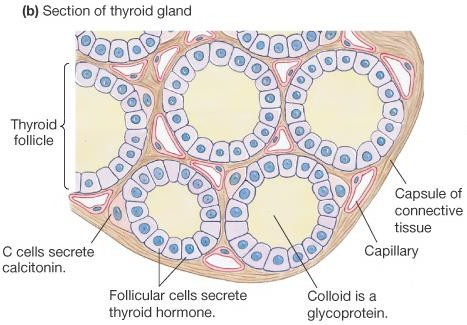 (b) Section of thyroid gland
Thyroid
follicle
C cells secrete
calcitonin.
Follicular cells secrete
thyroid hormone.
Colloid is a
glycoprotein.
Capillary
Capsule of
connective
tissue